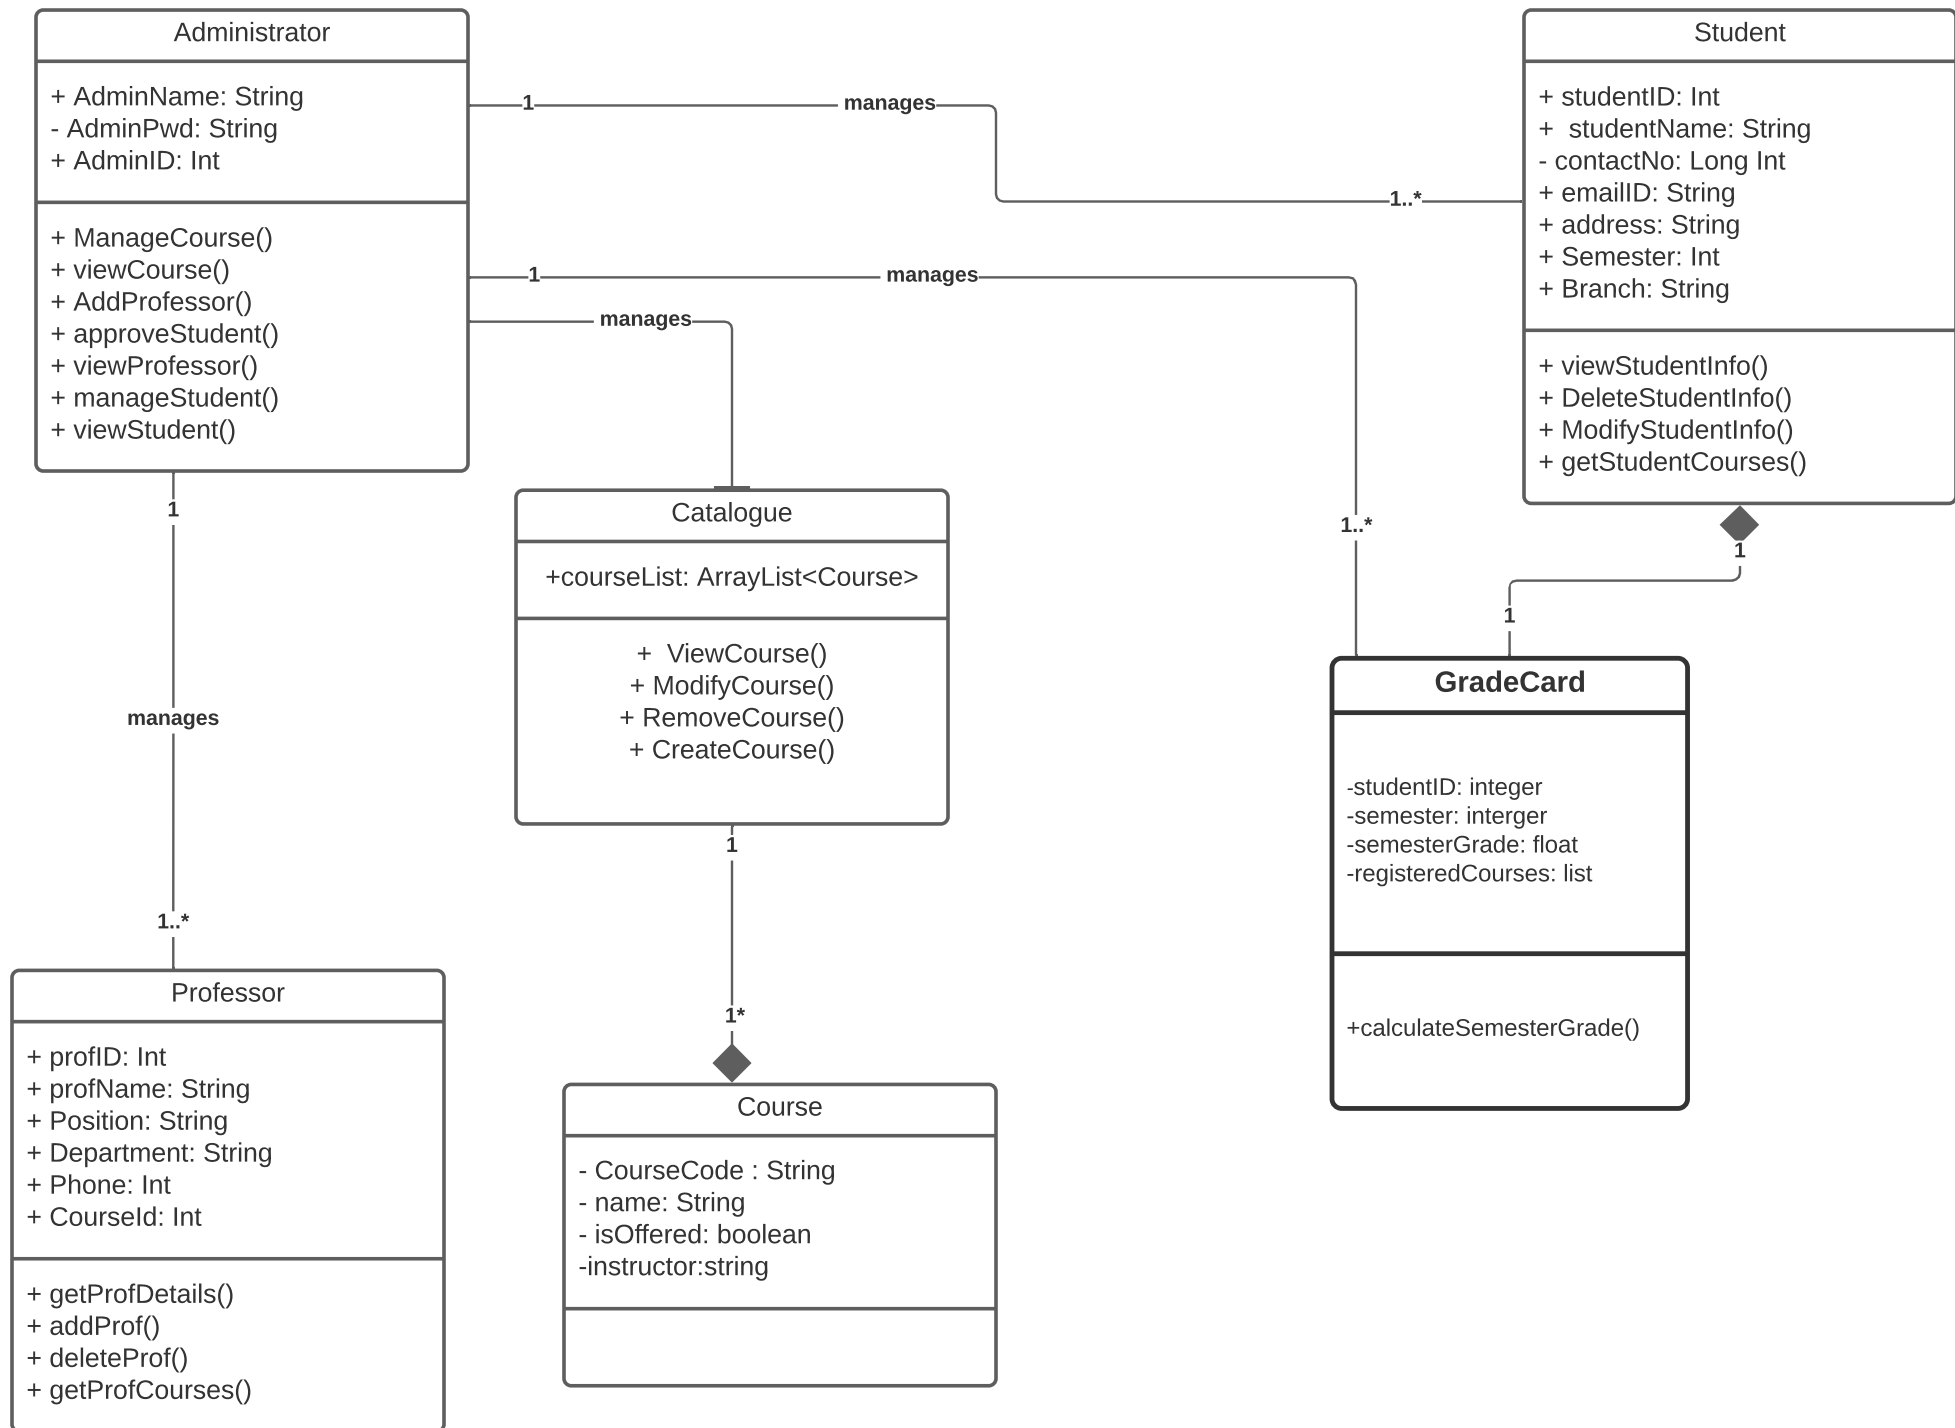 Administrator
+ AdminName: String
- AdminPwd: String
+ AdminID: Int
+ ManageCourse()
+ viewCourse()
+ AddProfessor()
+ approveStudent()
+ viewProfessor()
+ manageStudent()
+ viewStudent()
1
manages
1..*
1
manages
1..*
manages
1
manages
1..*
Student
+ studentID: Int
+  studentName: String
- contactNo: Long Int
+ emailID: String
+ address: String
+ Semester: Int
+ Branch: String
+ viewStudentInfo()
+ DeleteStudentInfo()
+ ModifyStudentInfo()
+ getStudentCourses()
1
1
Catalogue
+courseList: ArrayList<Course>
+  ViewCourse()
+ ModifyCourse()
+ RemoveCourse()
+ CreateCourse()
1
1*
GradeCard
-studentID: integer
-semester: interger
-semesterGrade: float
-registeredCourses: list
+calculateSemesterGrade()
Professor
+ profID: Int
+ profName: String
+ Position: String
+ Department: String
+ Phone: Int
+ CourseId: Int
+ getProfDetails()
+ addProf()
+ deleteProf()
+ getProfCourses()
Course
- CourseCode : String
- name: String
- isOffered: boolean
-instructor:string